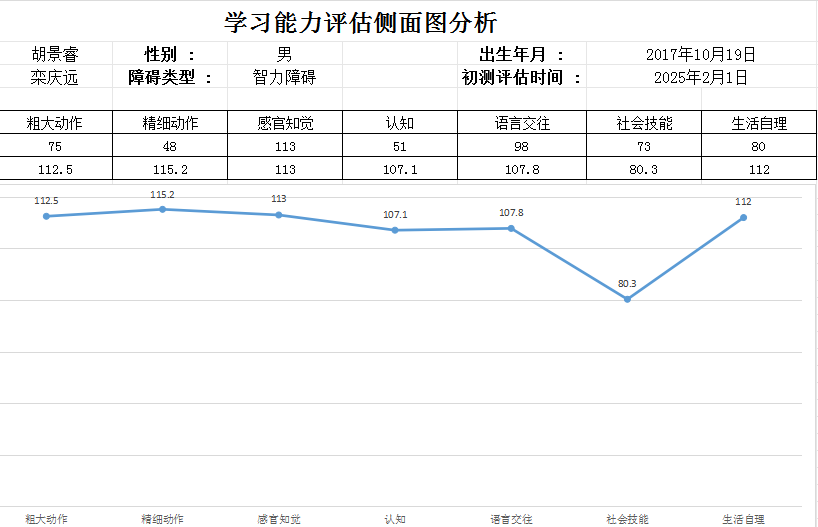 学习能力评估侧面图分析
胡景睿 性别 : 男 出生年月 : 2017年10月19日
栾庆远 障碍类型 : 智力障碍 初测评估时间 : 2025年2月1日
粗大动作 精细动作 感官知觉 认知 语言交往 社会技能 生活自理
75 48 113 51 98 73 80
112.5 115.2 113 107.1 107.8 80.3 112
112.5 115.2 113 107.1 107.8 80.3 112
粗大动作 精细动作 感官知觉 认知 语言交往 社会技能 生活自理